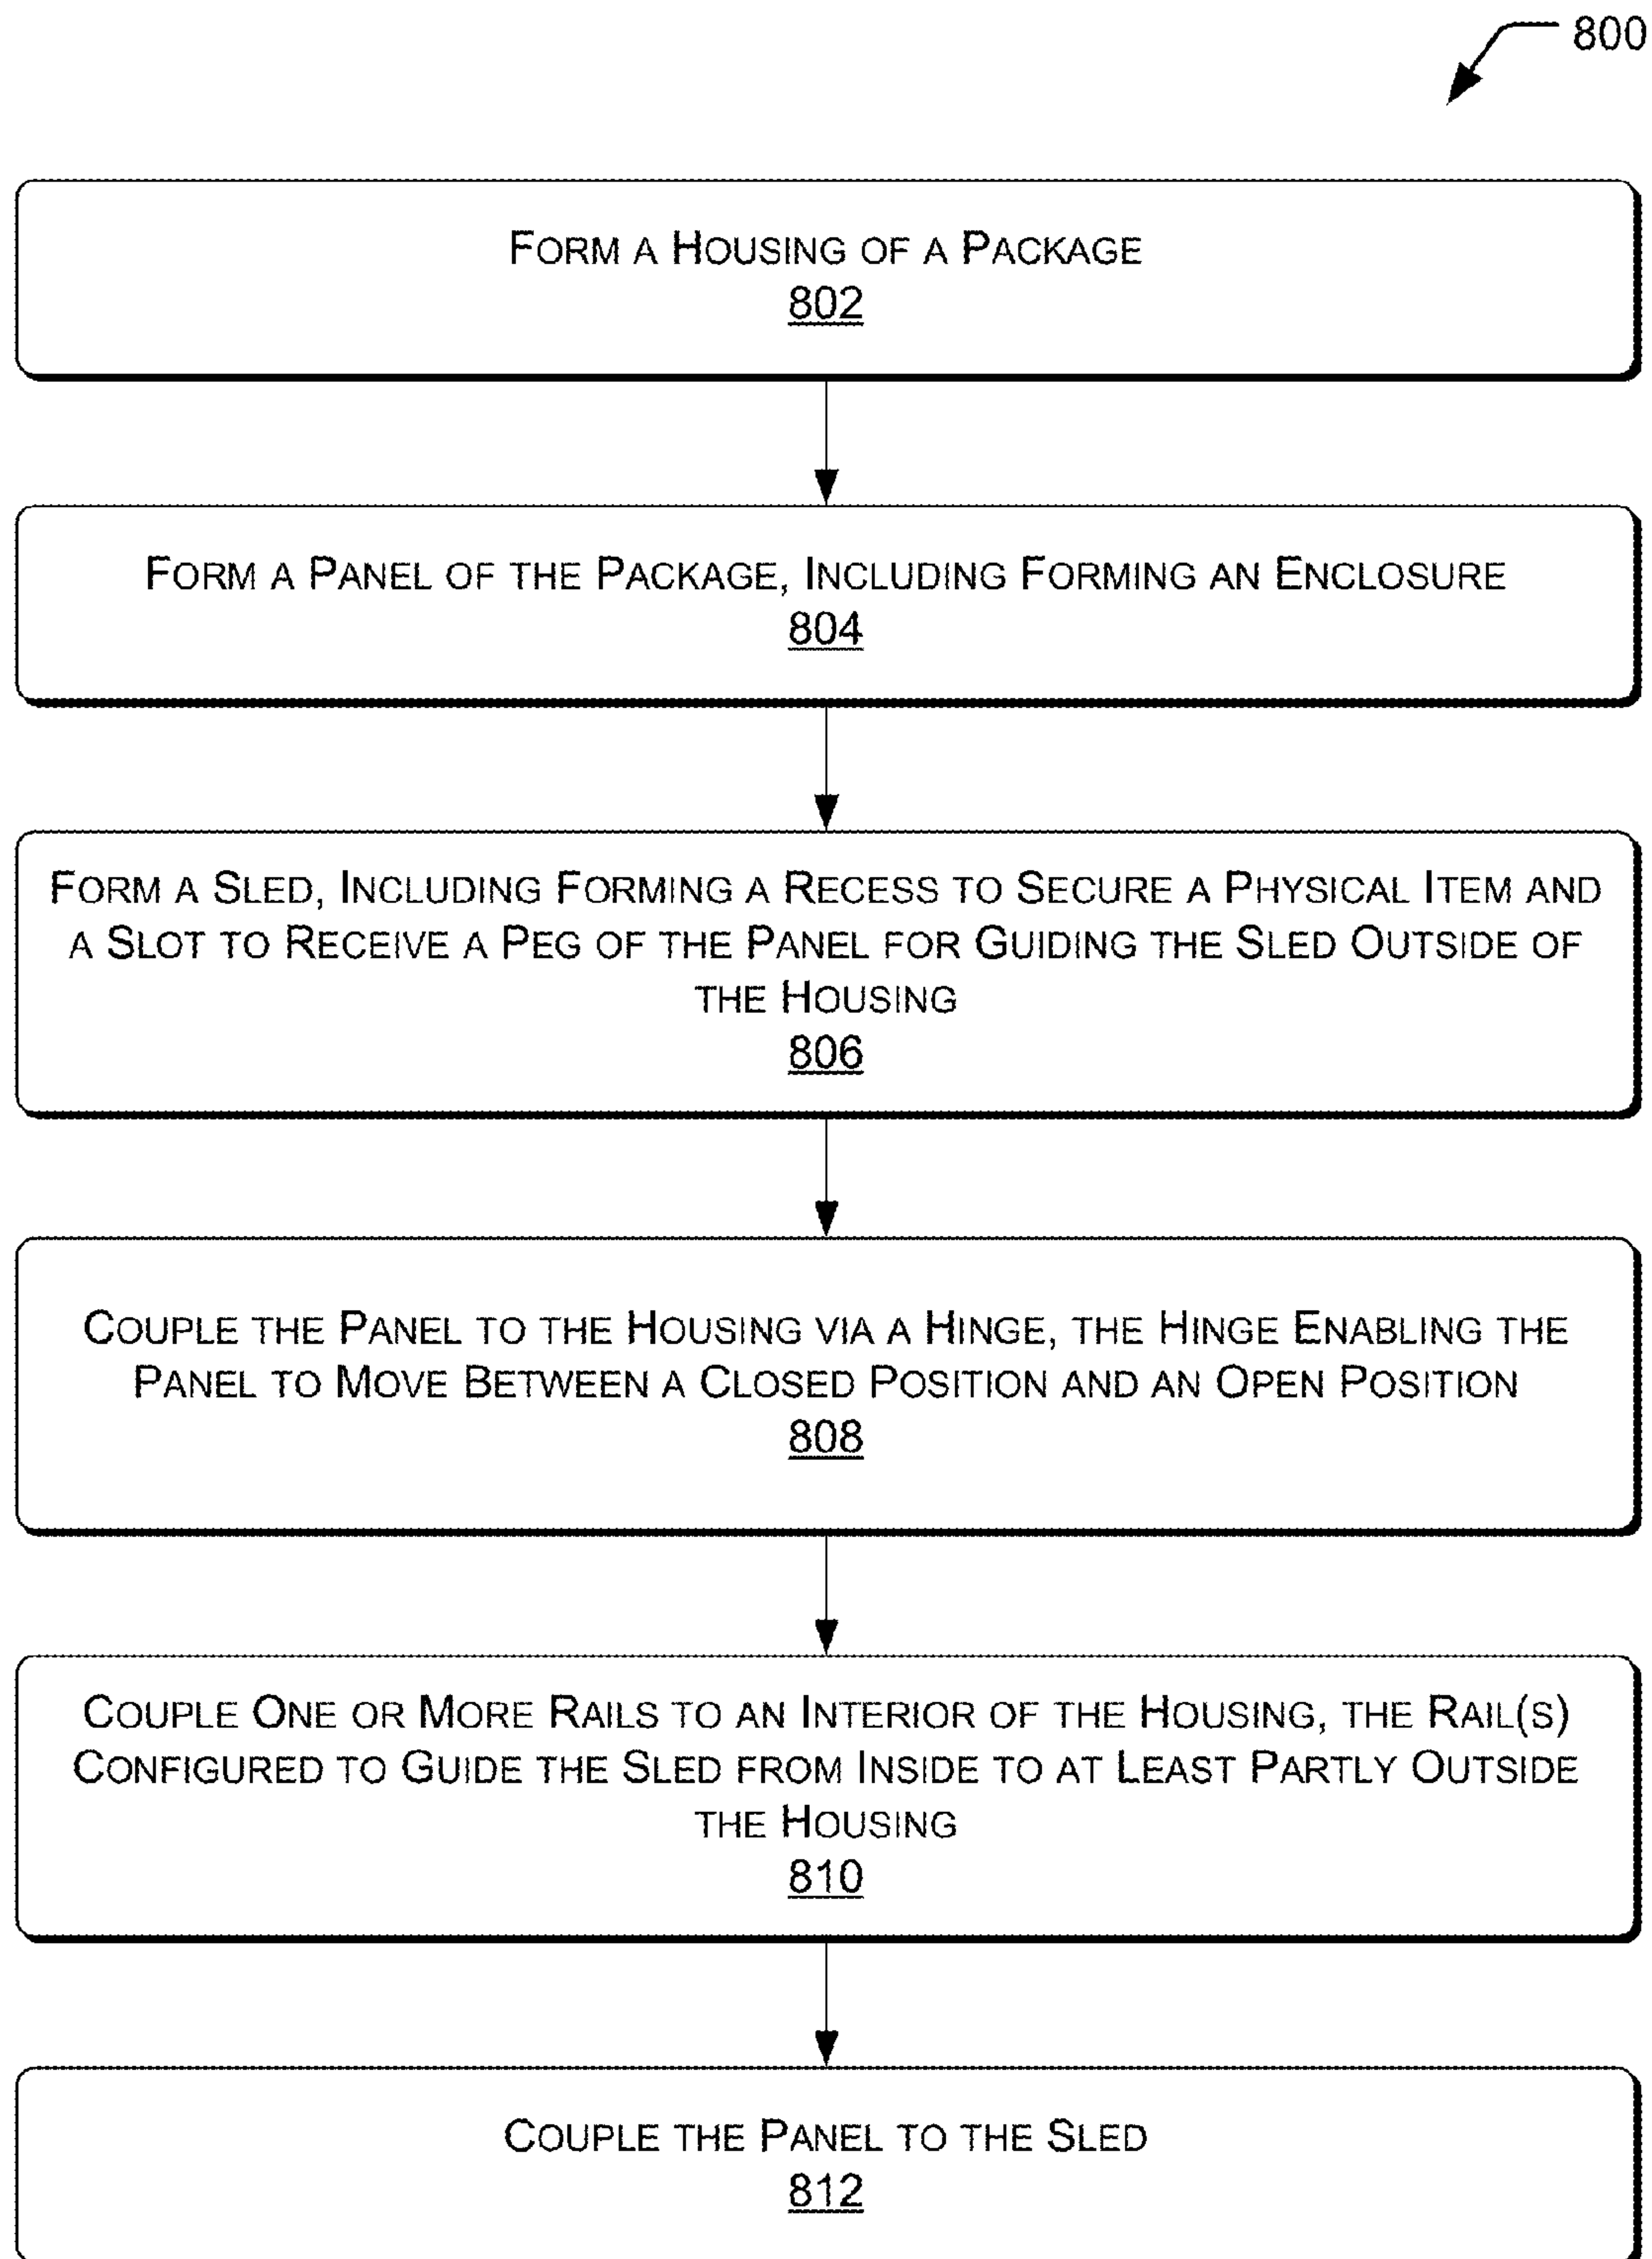 800
FORM A HOUSING OF A PACKAGE
802
FORM A PANEL OF THE PACKAGE, INCLUDING FORMING AN ENCLOSURE
804
FORM A SLED, INCLUDING FORMING A RECESS TO SECURE A PHYSICAL ITEM AND
A SLOT TO RECEIVE A PEG OF THE PANEL FOR GUIDING THE SLED OUTSIDE OF
THE HOUSING
806
COUPLE THE PANEL TO THE HOUSING VIA A HINGE, THE HINGE ENABLING THE
PANEL TO MOVE BETWEEN A CLOSED POSITION AND AN OPEN POSITION
808
COUPLE ONE OR MORE RAILS TO AN INTERIOR OF THE HOUSING, THE RAIL(S)
CONFIGURED TO GUIDE THE SLED FROM INSIDE TO AT LEAST PARTLY OUTSIDE
THE HOUSING
810
COUPLE THE PANEL TO THE SLED
812